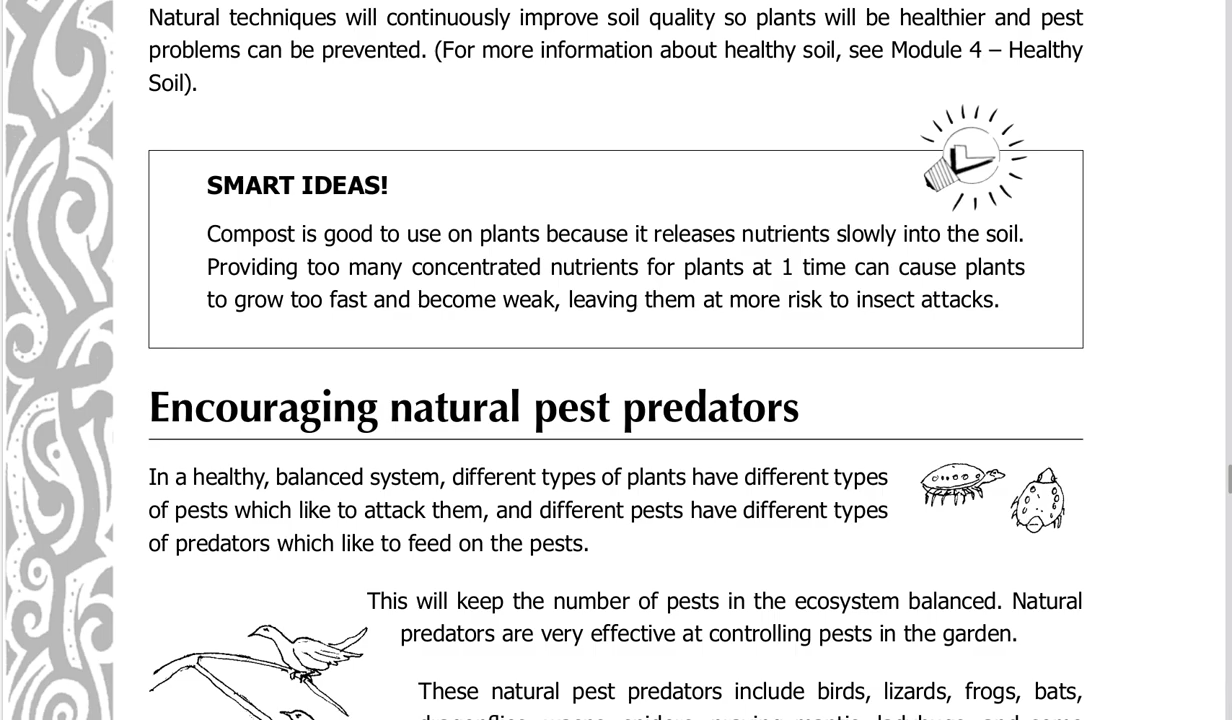 Natural techniques will continuously improve soil quality so plants will be healthier and pest
problems can be prevented. (For more information about healthy soil, see Module 4 – Healthy
Soil).
SMART IDEAS!
Compost is good to use on plants because it releases nutrients slowly into the soil.
Providing too many concentrated nutrients for plants at 1 time can cause plants
to grow too fast and become weak, leaving them at more risk to insect attacks.
Encouraging natural pest predators
In a healthy, balanced system, different types of plants have different types
of pests which like to attack them, and different pests have different types
of predators which like to feed on the pests.
This will keep the number of pests in the ecosystem balanced. Natural
predators are very effective at controlling pests in the garden.
These natural pest predators include birds, lizards, frogs, bats,